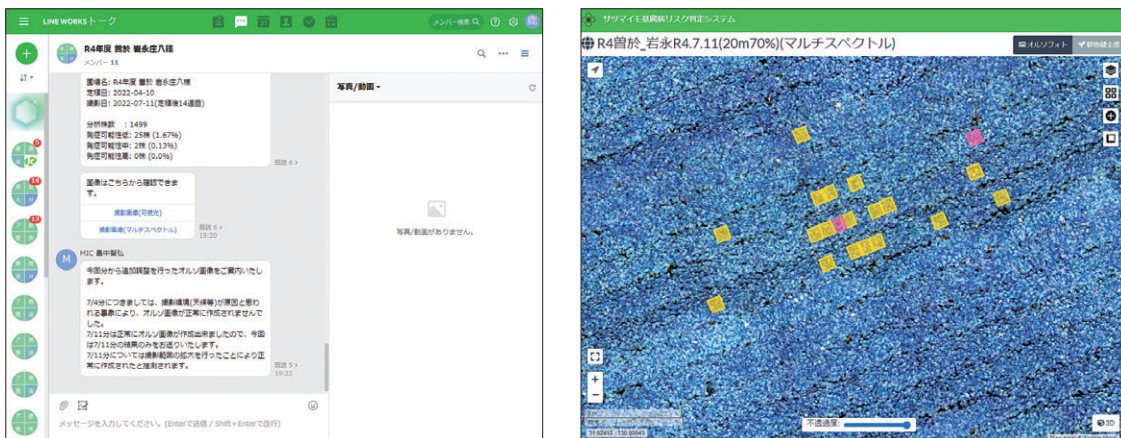 LINE WORKS トーク
メンバー検索
R4年度 曽於 岩永庄八様
メンバー 11
圃場名: R4年度 曽於 岩永庄八
定植日: 2022-04-10
撮影日: 2022-07-11(定植後14週目)
分析株数 : 1499
発症可能性低: 25株 (1.67%)
発症可能性中: 2株 (0.13%)
発症可能性高: 0株 (0.0%)
既読 6 >
画像はこちらから確認できま
す。
撮影画像(可視光)
撮影画像(マルチスペクトル)
既読 6 >
19:20
今回分から追加調整を行ったオルソ画像をご案内いたし
ます。
7/4分につきましては、撮影環境(天候等)が原因と思わ
れる事象により、オルソ画像が正常に作成されませんで
した。
7/11分は正常にオルソ画像が作成出来ましたので、今回
は7/11分の結果のみをお送りいたします。
7/11分については撮影範囲の拡大を行ったことにより正
常に作成されたと推測されます。
既読 5 >
19:22
メッセージを入力してください。(Enterで送信 / Shift+Enterで改行)
写真/動画
写真/動画がありません。
サツマイモ基腐病リスク判定システム
R4曽於_岩永R4.7.11(20m70%)(マルチスペクトル)
オルソフォト
不透過度:
3D